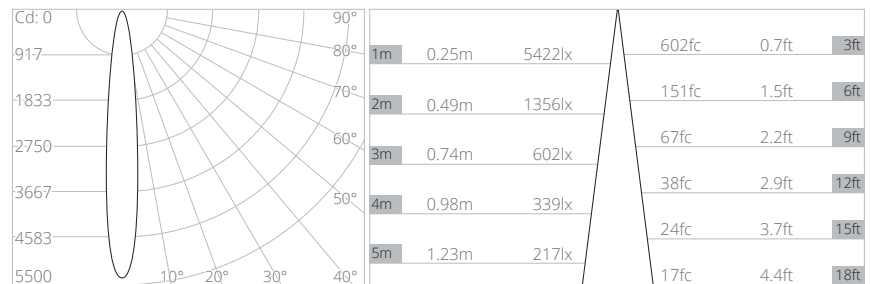 Cd: 0
917
1833
2750
3667
4583
5500
90°
80°
70°
60°
50°
10° 20° 30° 40°
1m 0.25m 5422lx
2m 0.49m 1356lx
3m 0.74m 602lx
4m 0.98m 339lx
5m 1.23m 217lx
602fc 0.7ft 3ft
151fc 1.5ft 6ft
67fc 2.2ft 9ft
38fc 2.9ft 12ft
24fc 3.7ft 15ft
17fc 4.4ft 18ft